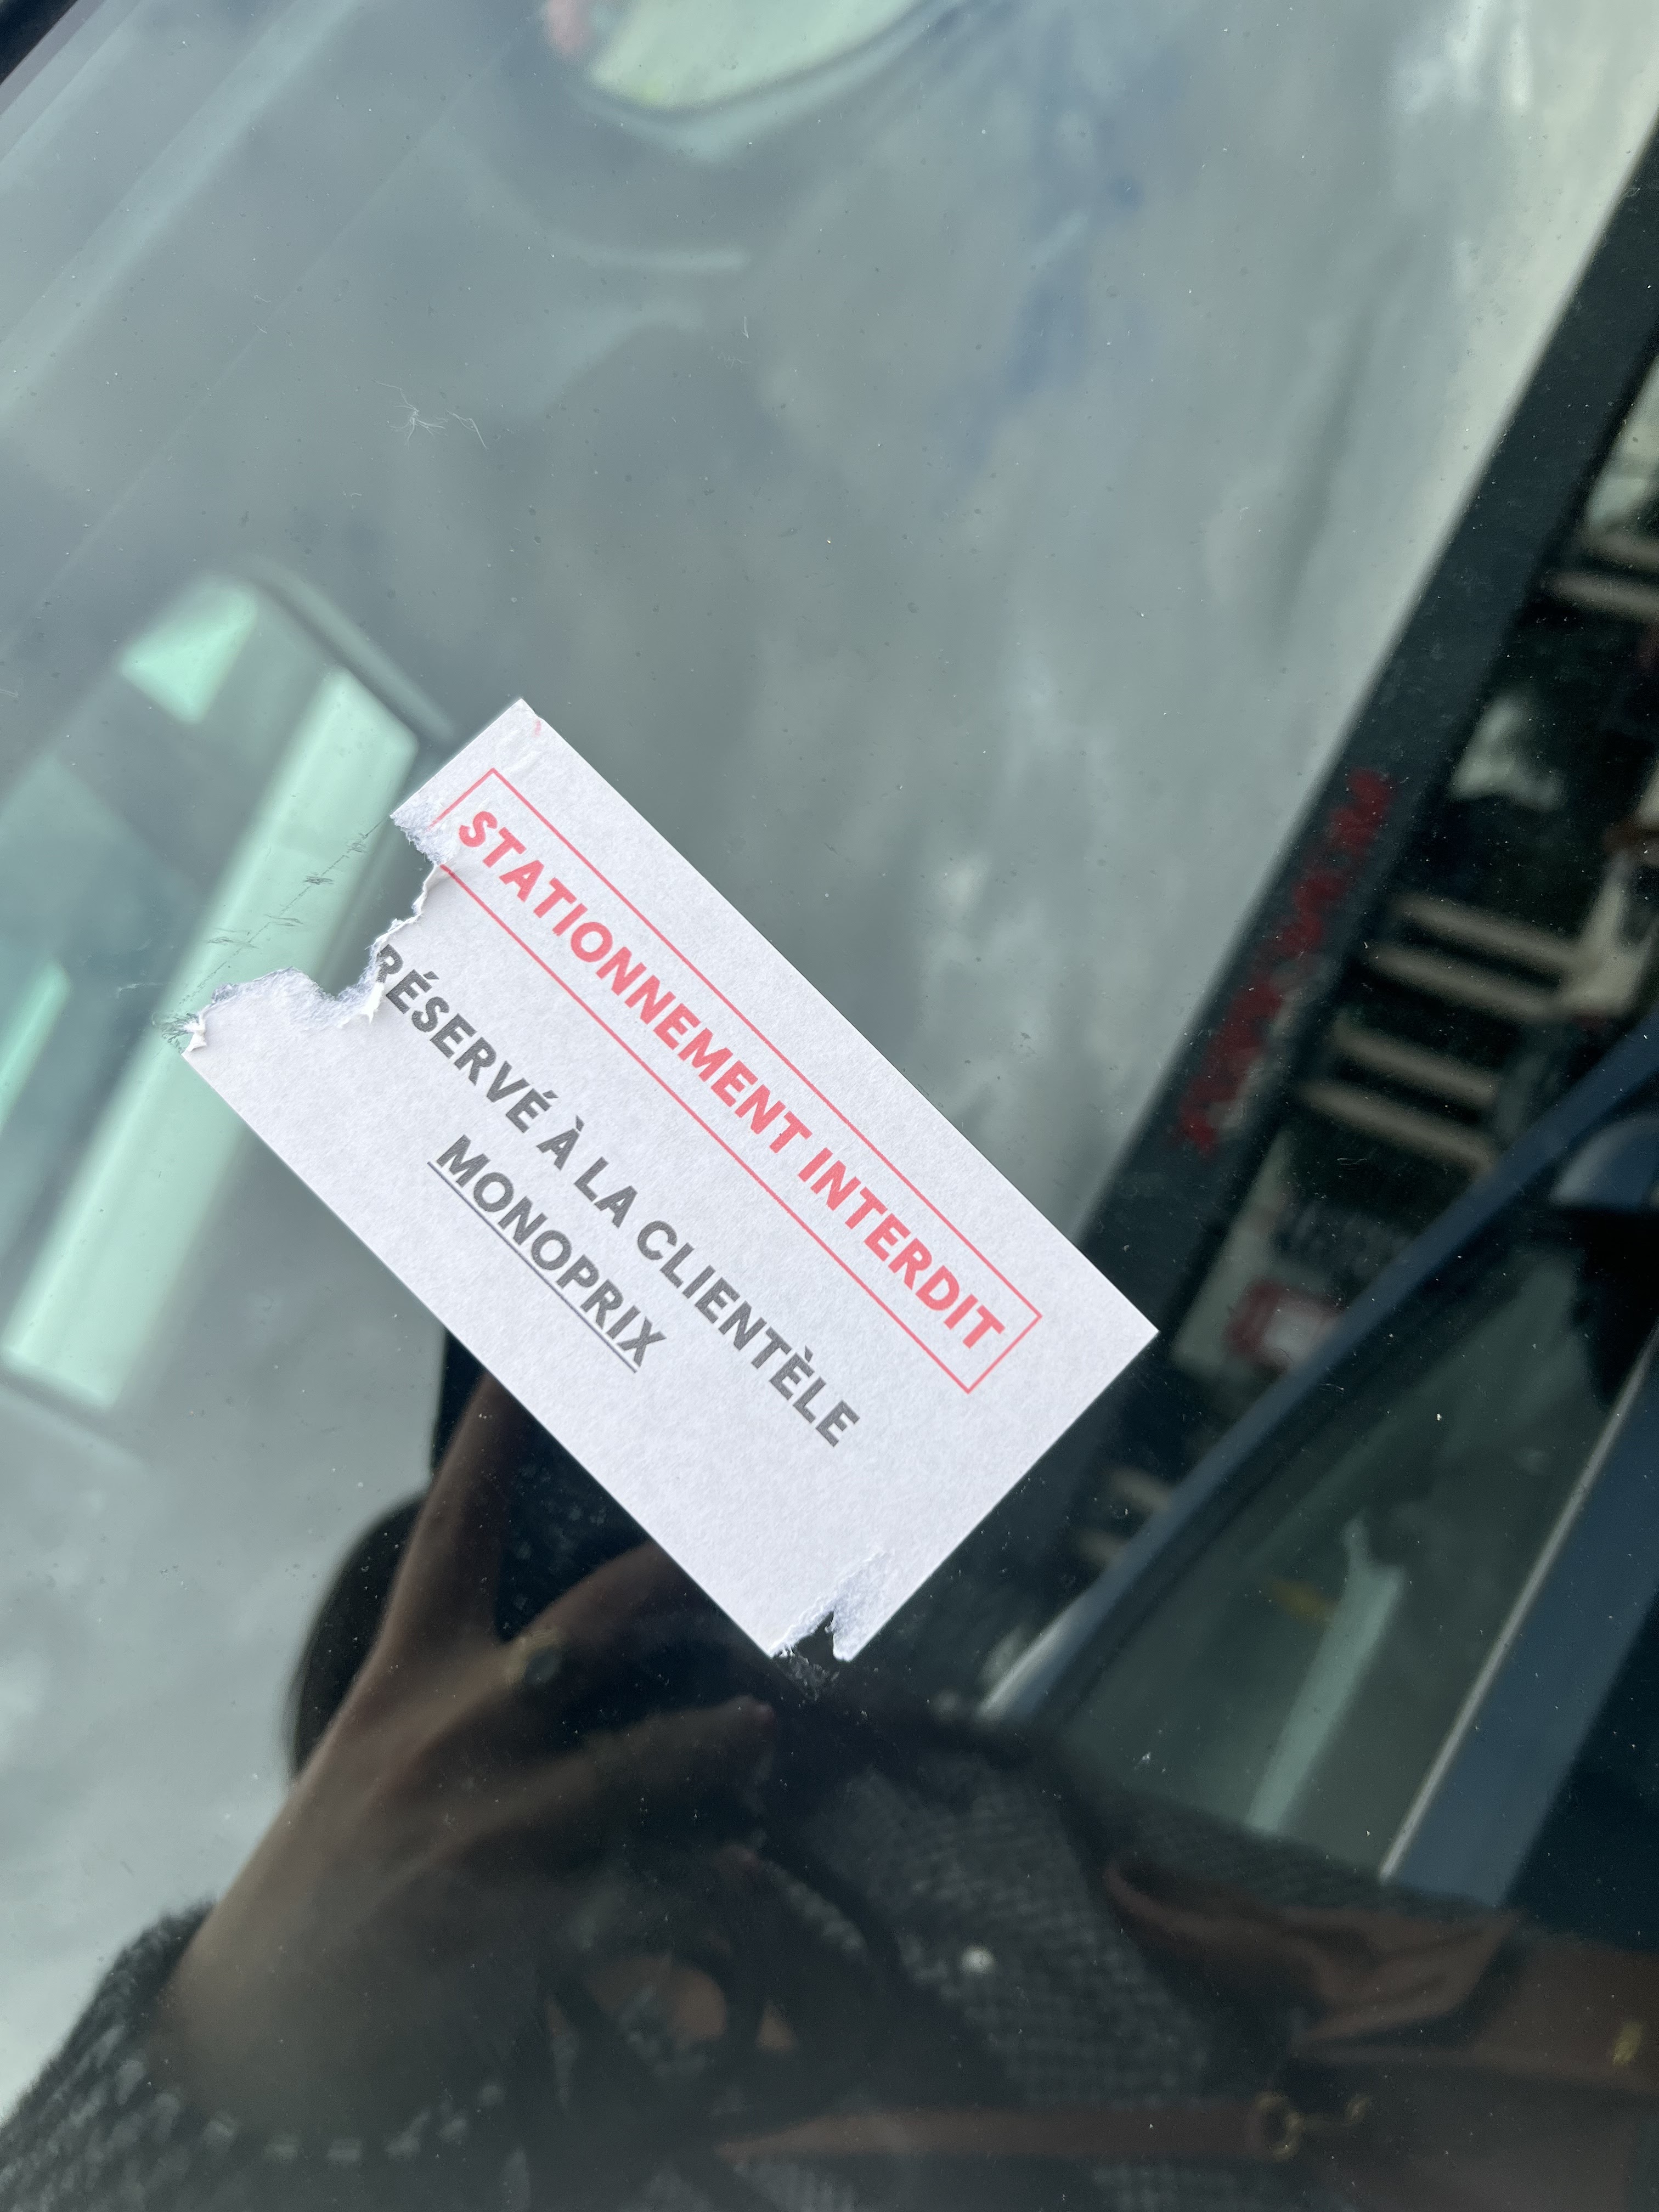 STATIONNEMENT INTERDIT
RÉSERVÉ À LA CLIENTÈLE
MONOPRIX